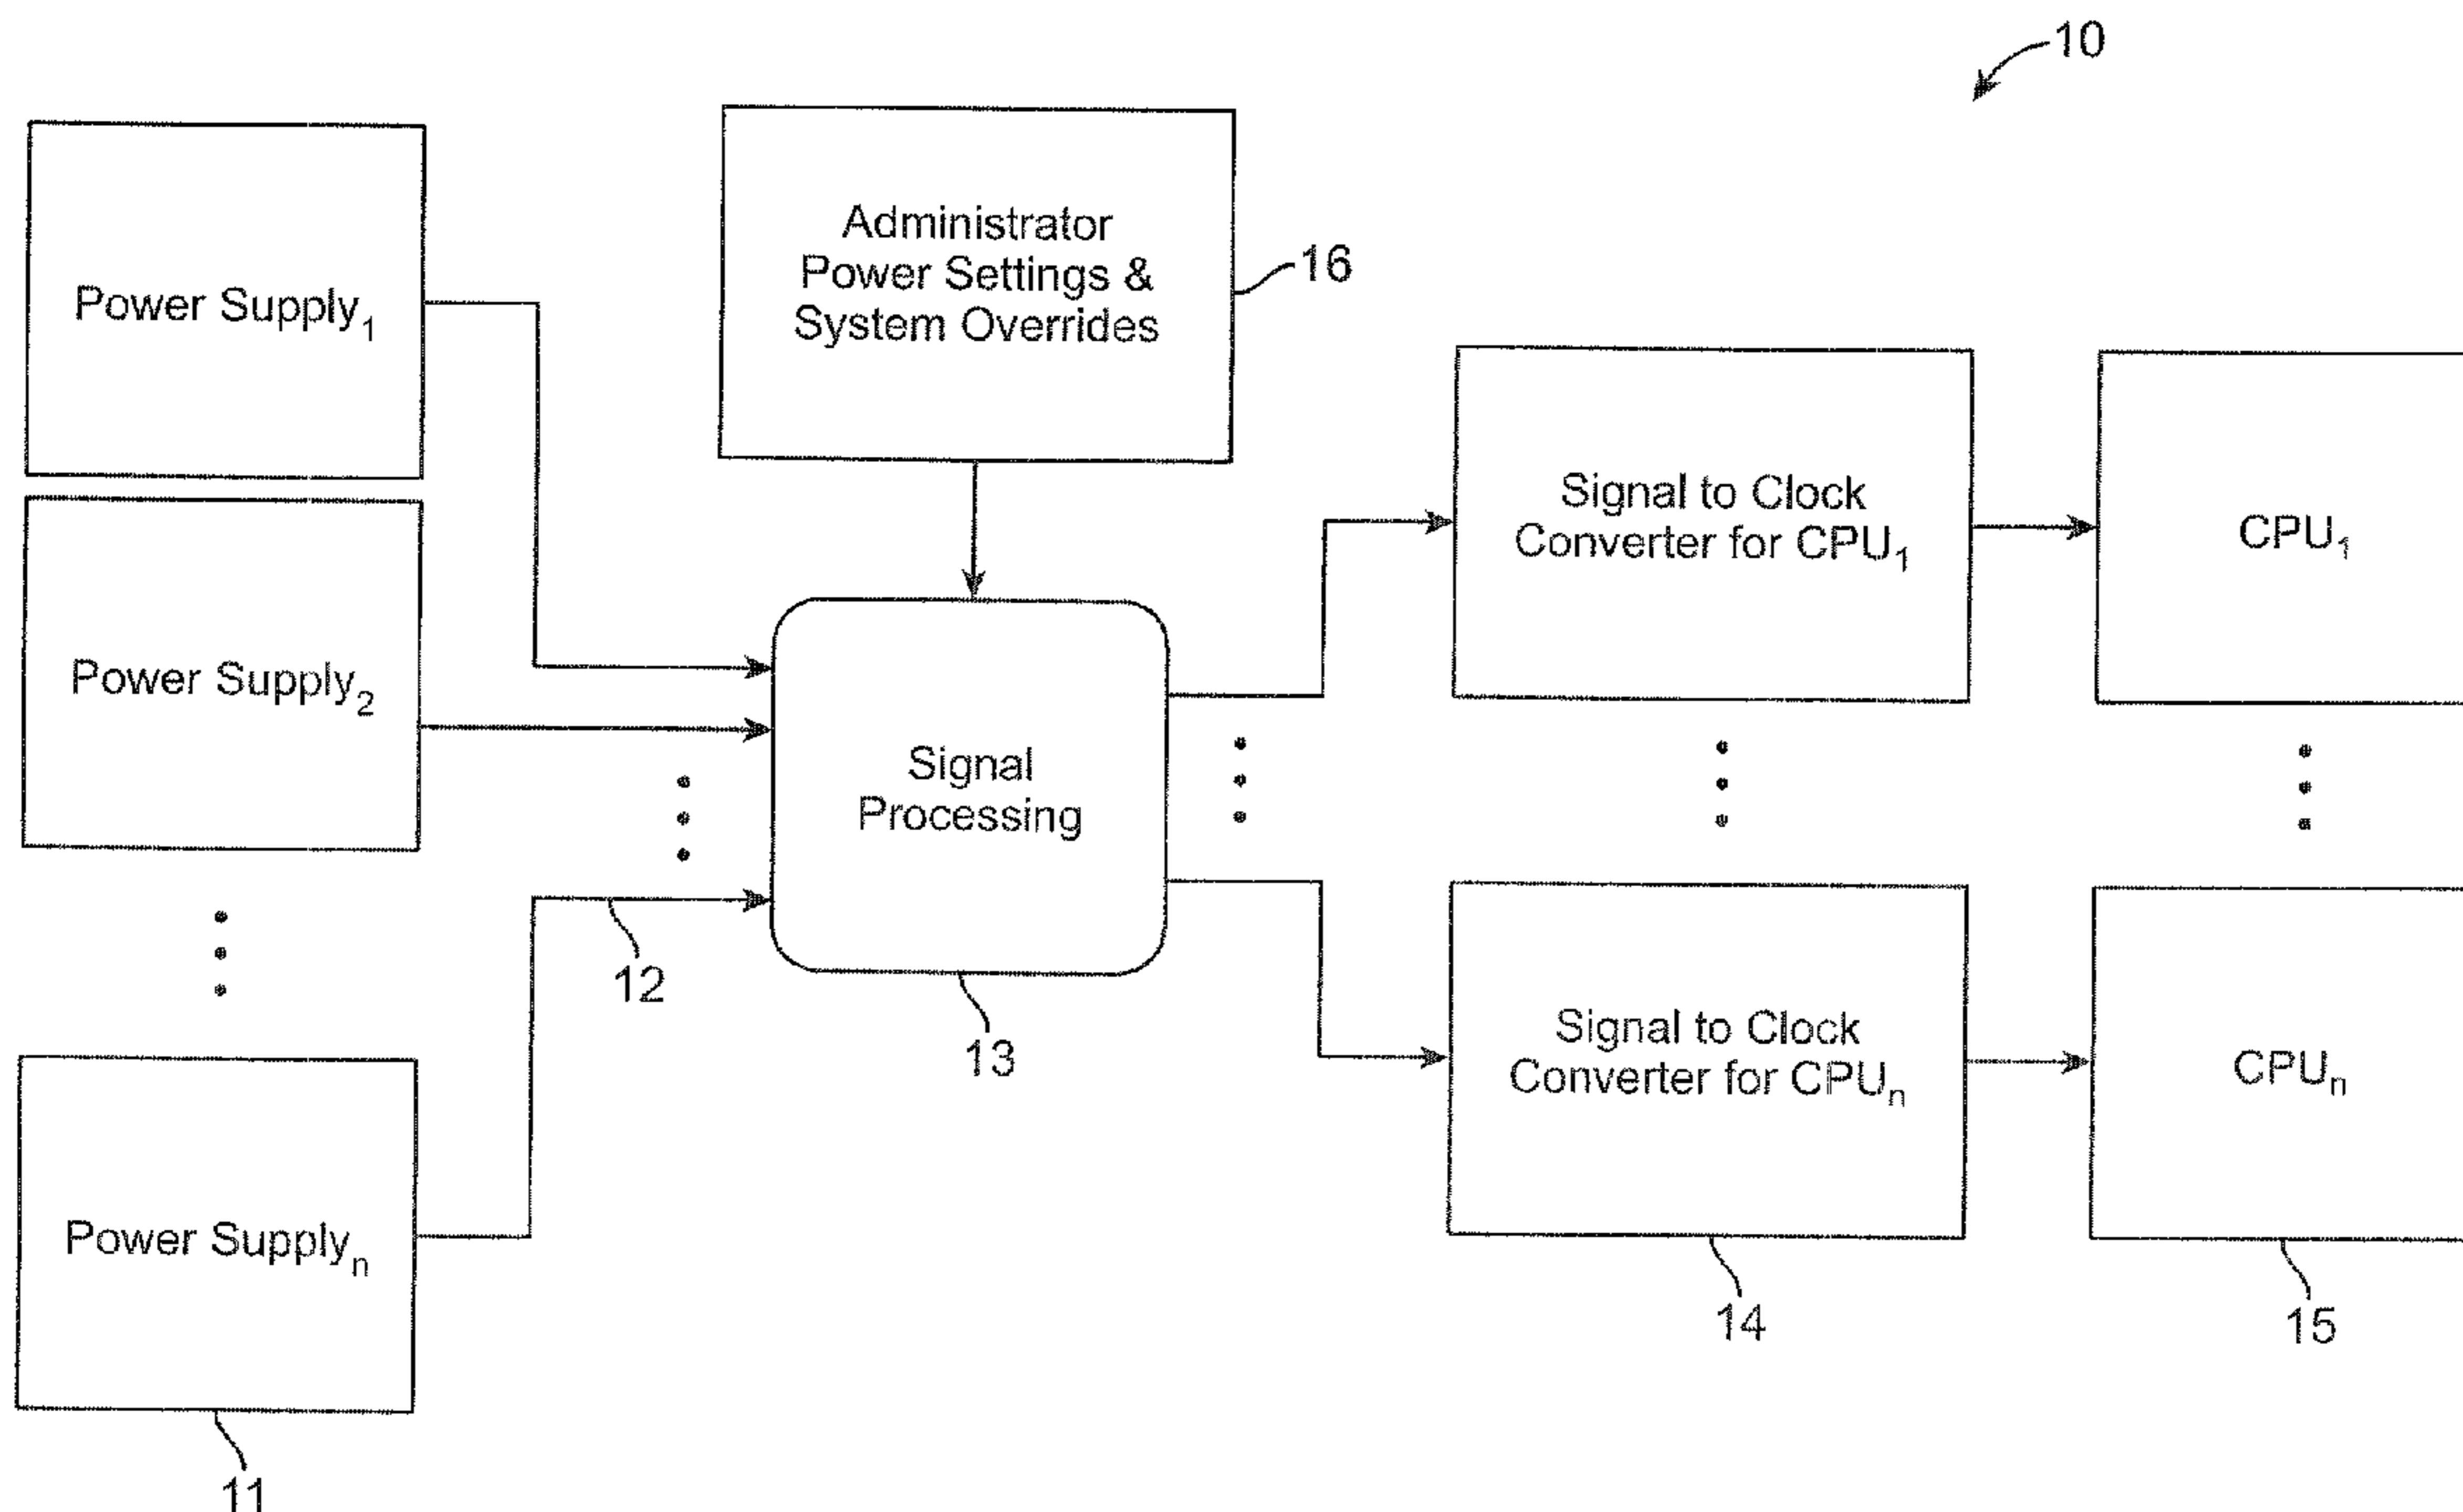 10
Power Supply1
Administrator
Power Settings &
System Overrides
16
Signal to Clock
Converter for CPU1
CPU1
Power Supply2
Signal
Processing
12
13
Signal to Clock
Converter for CPUn
CPUn
Power Supplyn
14
15
11